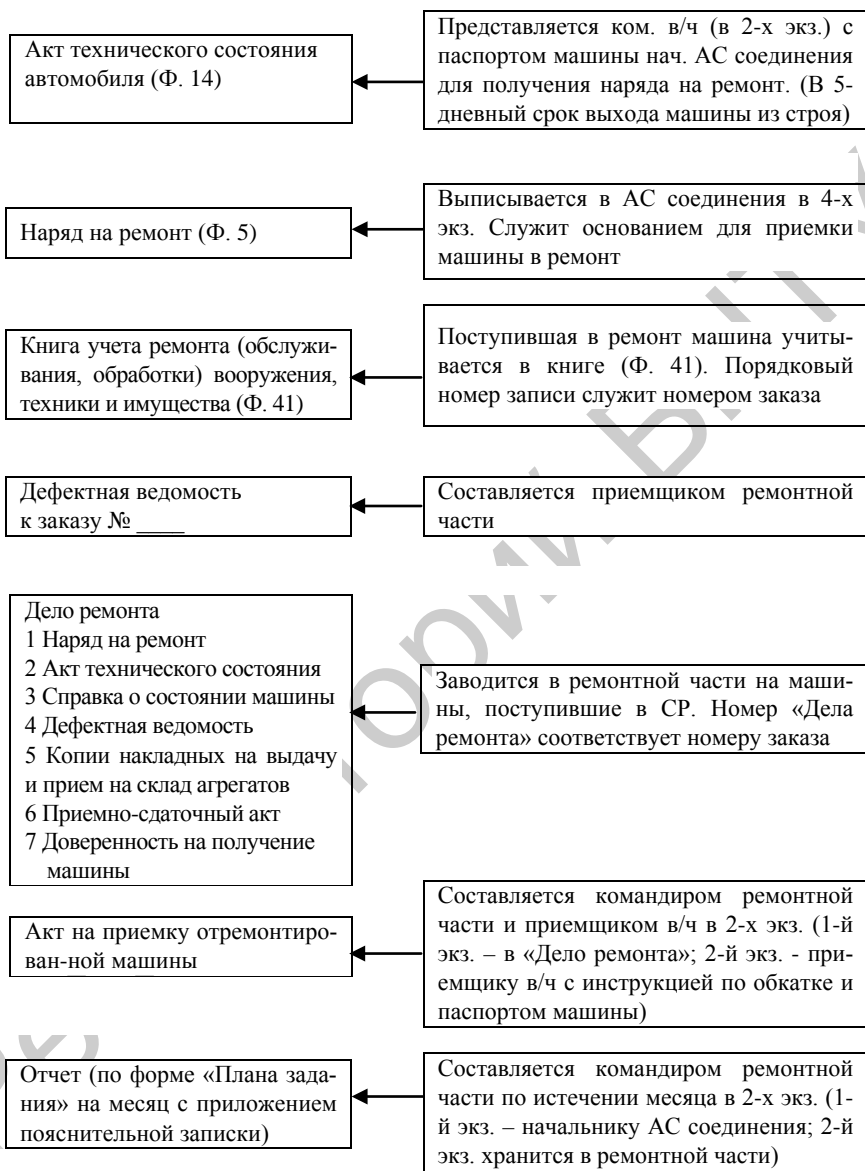 Акт технического состояния
автомобиля (Ф. 14)
Представляется ком. в/ч (в 2-х экз.) с
паспортом машины нач. АС соединения
для получения наряда на ремонт. (В 5-
дневный срок выхода машины из строя)
Наряд на ремонт (Ф. 5)
Выписывается в АС соединения в 4-х
экз. Служит основанием для приемки
машины в ремонт
Книга учета ремонта (обслужи-
вания, обработки) вооружения,
техники и имущества (Ф. 41)
Поступившая в ремонт машина учиты-
вается в книге (Ф. 41). Порядковый
номер записи служит номером заказа
Дефектная ведомость
к заказу № ____
Составляется приемщиком ремонтной
части
Дело ремонта
1 Наряд на ремонт
2 Акт технического состояния
3 Справка о состоянии машины
4 Дефектная ведомость
5 Копии накладных на выдачу
и прием на склад агрегатов
6 Приемно-сдаточный акт
7 Доверенность на получение
машины
Заводится в ремонтной части на маши-
ны, поступившие в СР. Номер «Дела
ремонта» соответствует номеру заказа
Акт на приемку отремонтиро-
ван-ной машины
Составляется командиром ремонтной
части и приемщиком в/ч в 2-х экз. (1-й
экз. – в «Дело ремонта»; 2-й экз. - при-
емщику в/ч с инструкцией по обкатке и
паспортом машины)
Отчет (по форме «Плана зада-
ния» на месяц с приложением
пояснительной записки)
Составляется командиром ремонтной
части по истечении месяца в 2-х экз. (1-
й экз. – начальнику АС соединения; 2-й
экз. хранится в ремонтной части)